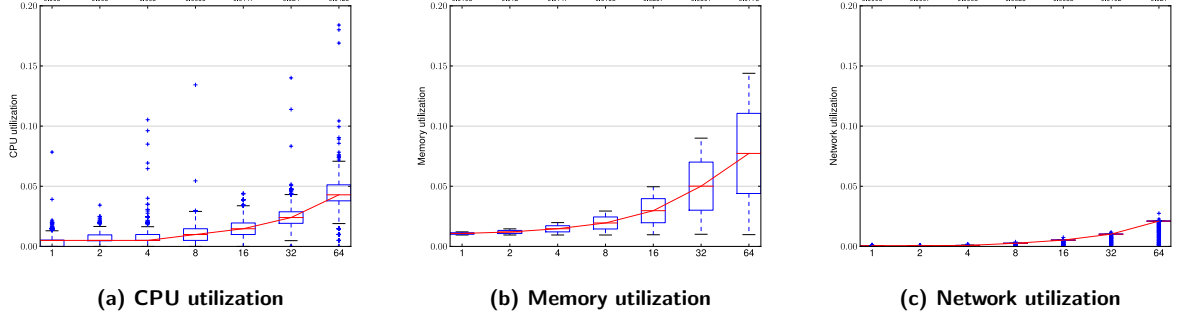 0.20
0.15
0.10
0.05
0.00
CPU utilization
1 2 4 8 16 32 64
(a) CPU utilization
0.20
0.15
0.10
0.05
0.00
Memory utilization
1 2 4 8 16 32 64
(b) Memory utilization
0.20
0.15
0.10
0.05
0.00
Network utilization
1 2 4 8 16 32 64
(c) Network utilization